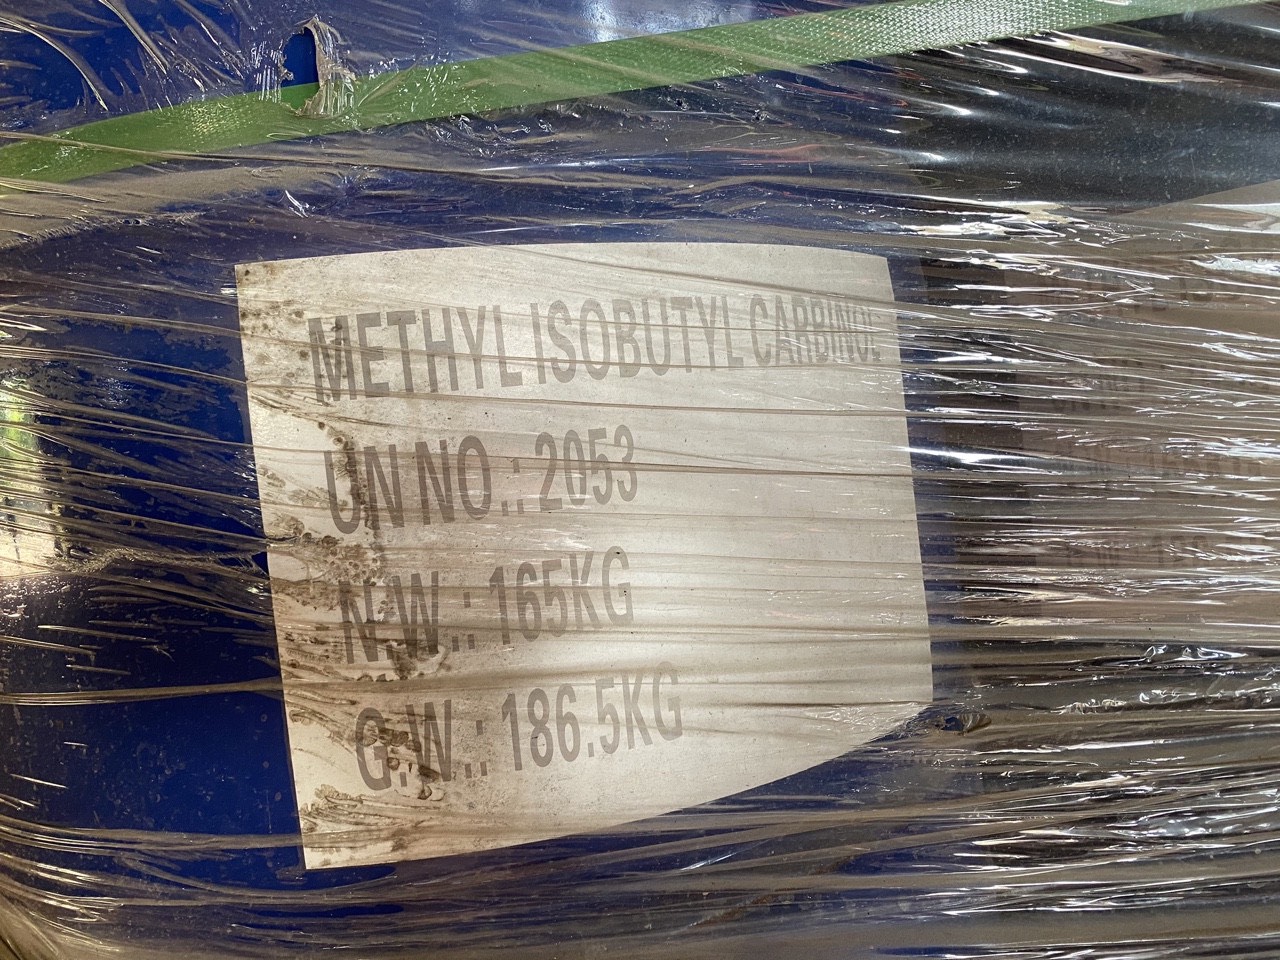 METHYL ISOBUTYL CARBINOL
UN NO.: 2053
N.W.: 165KG
G.W.: 186.5KG